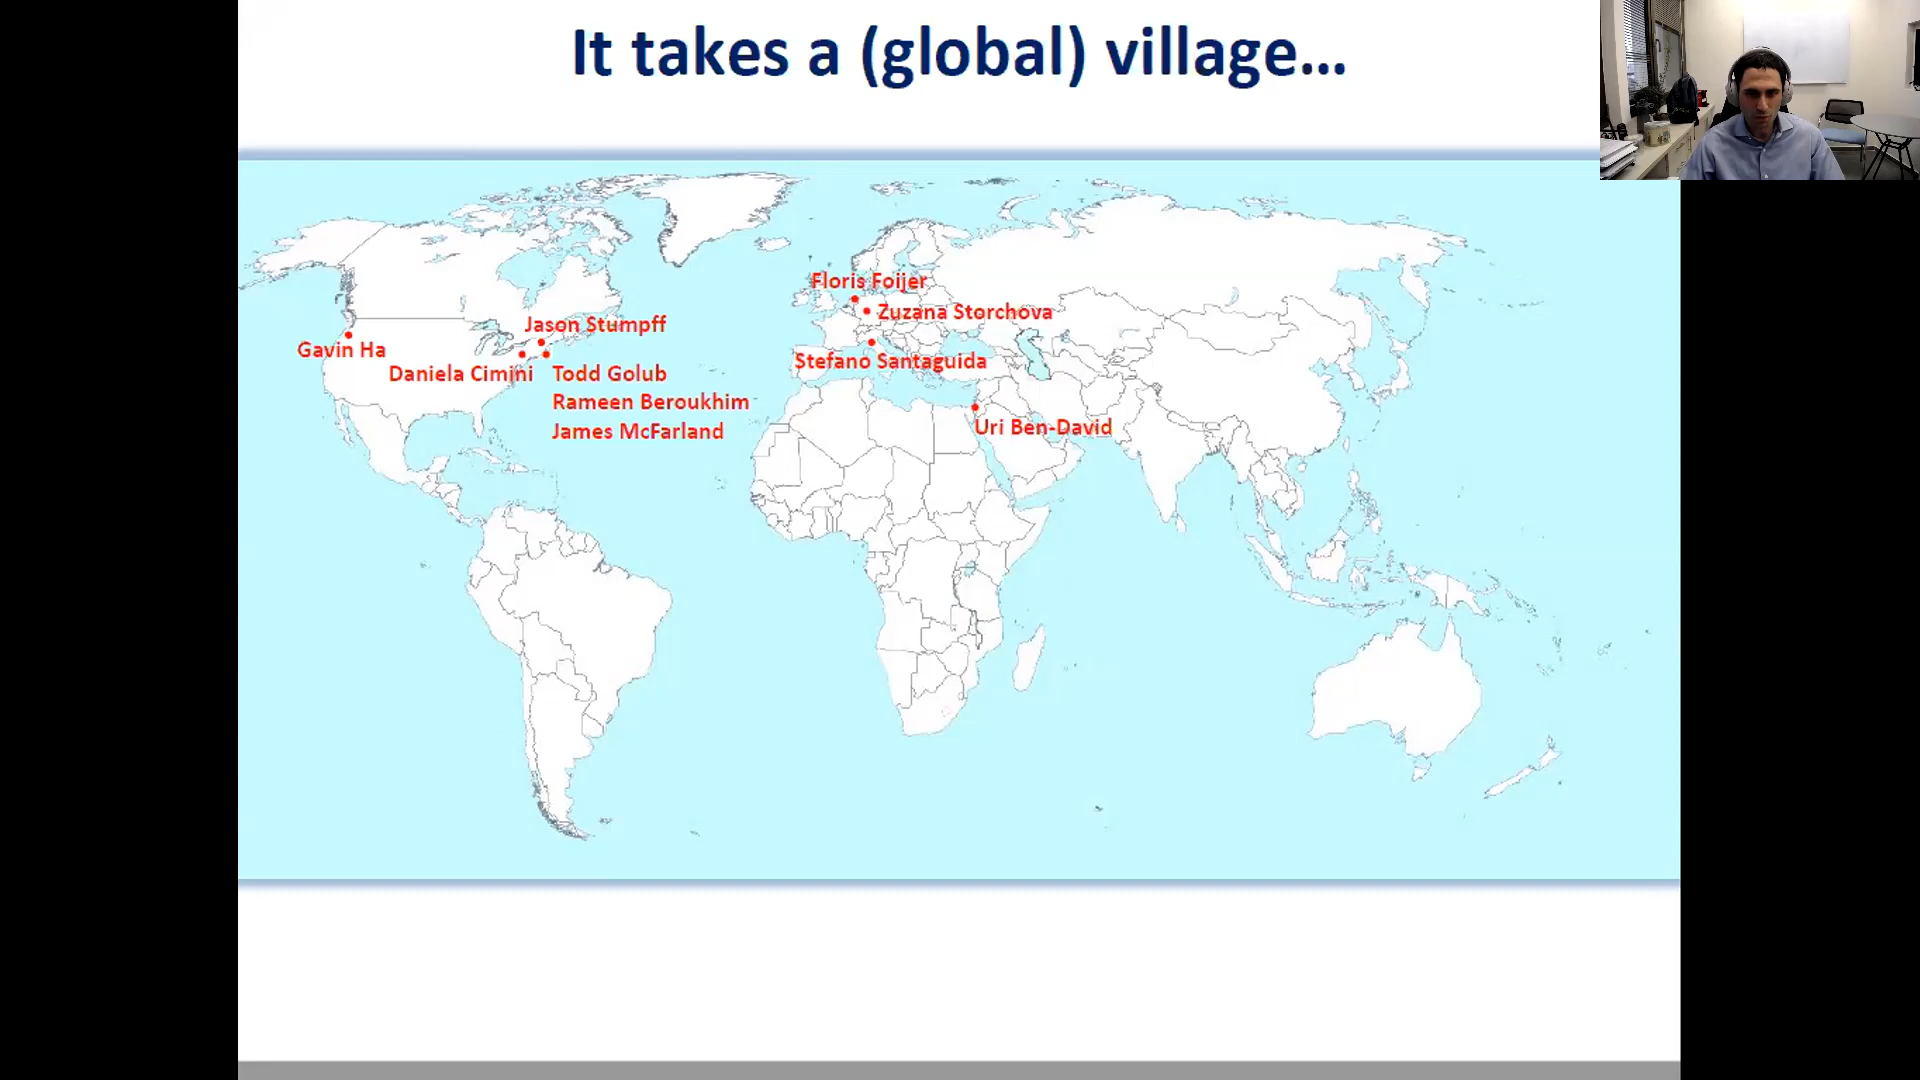 It takes a (global) village...
Floris Foijer
Zuzana Storchova
Jason Stumpff
Gavin Ha
Stefano Santaguida
Daniela Cimini
Todd Golub
Rameen Beroukhim
Uri Ben-David
James McFarland